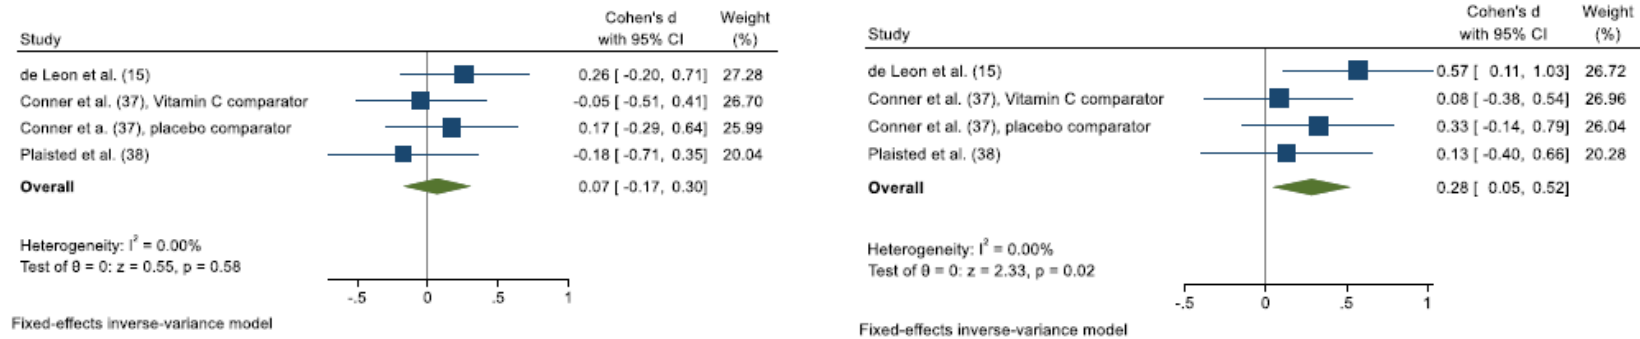 Cohen's d Weight
Study with 95% CI (%)
de Leon et al. (15) 0.26 [ -0.20, 0.71] 27.28
Conner et al. (37), Vitamin C comparator -0.05 [ -0.51, 0.41] 26.70
Conner et a. (37), placebo comparator 0.17 [ -0.29, 0.64] 25.99
Plaisted et al. (38) -0.18 [ -0.71, 0.35] 20.04
Overall 0.07 [ -0.17, 0.30]
Heterogeneity: I² = 0.00%
Test of θ = 0: z = 0.55, p = 0.58
-.5 0 .5 1
Fixed-effects inverse-variance model
Cohen's d Weight
Study with 95% CI (%)
de Leon et al. (15) 0.57 [ 0.11, 1.03] 26.72
Conner et al. (37), Vitamin C comparator 0.08 [ -0.38, 0.54] 26.96
Conner et al. (37), placebo comparator 0.33 [ -0.14, 0.79] 26.04
Plaisted et al. (38) 0.13 [ -0.40, 0.66] 20.28
Overall 0.28 [ 0.05, 0.52]
Heterogeneity: I² = 0.00%
Test of θ = 0: z = 2.33, p = 0.02
-.5 0 .5 1
Fixed-effects inverse-variance model